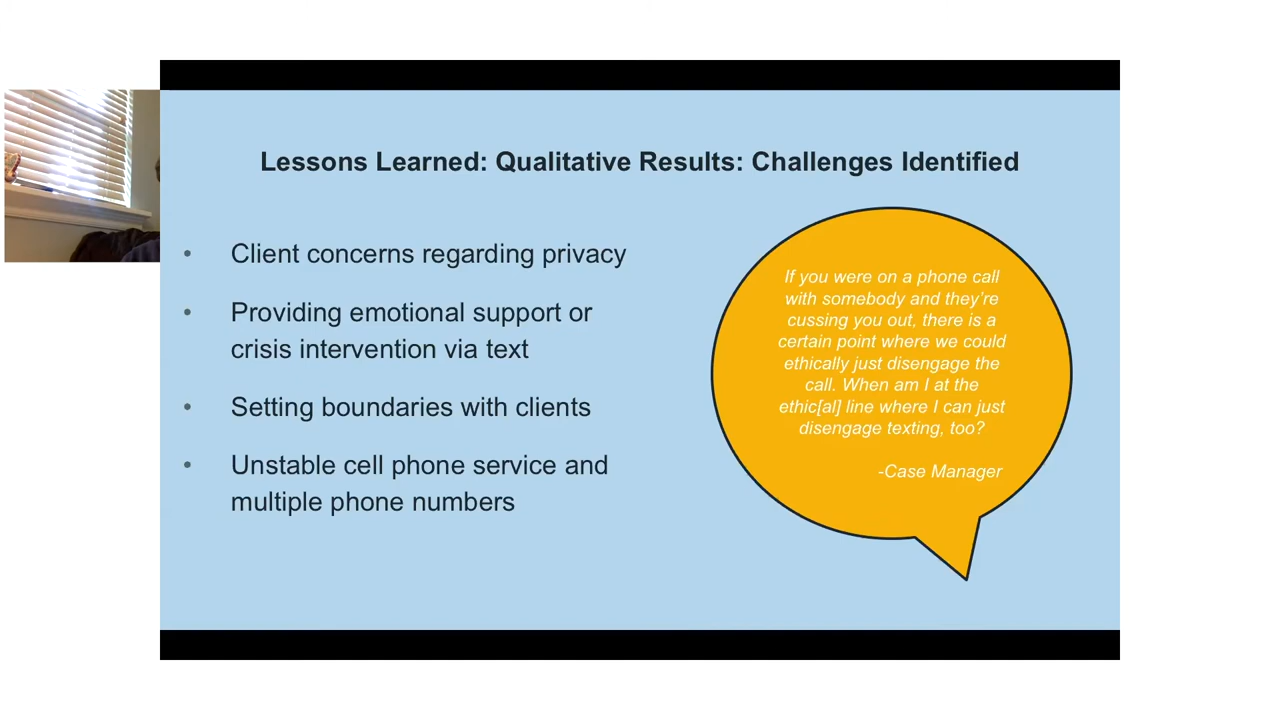 Lessons Learned: Qualitative Results: Challenges Identified
• Client concerns regarding privacy
• Providing emotional support or
crisis intervention via text
• Setting boundaries with clients
• Unstable cell phone service and
multiple phone numbers
If you were on a phone call
with somebody and they’re
cussing you out, there is a
certain point where we could
ethically just disengage the
call. When am I at the
ethic[al] line where I can just
disengage texting, too?
-Case Manager